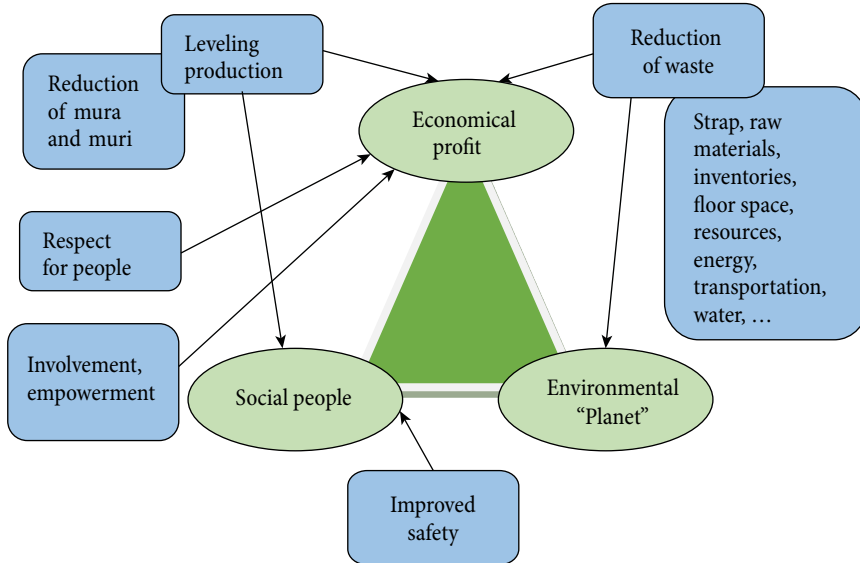 Leveling
production
Reduction
of waste
Reduction
of mura
and muri
Economical
profit
Strap, raw
materials,
inventories,
floor space,
resources,
energy,
transportation,
water, …
Respect
for people
Involvement,
empowerment
Social people
Environmental
“Planet”
Improved
safety